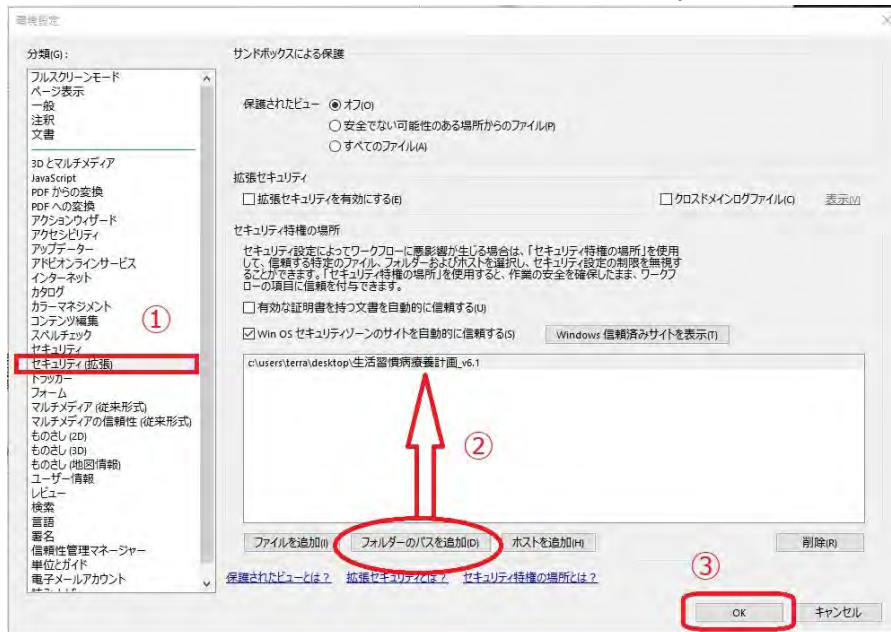 環境設定
分類(G):
フルスクリーンモード
ページ表示
一般
注釈
文書
3D とマルチメディア
JavaScript
PDF からの変換
PDF への変換
アクションウィザード
アクセシビリティ
アップデーター
アドビオンラインサービス
インターネット
カタログ
カラーマネジメント
コンテンツ編集
スペルチェック
セキュリティ
セキュリティ (拡張)
トラッカー
フォーム
マルチメディア (従来形式)
マルチメディアの信頼性 (従来形式)
ものさし (2D)
ものさし (3D)
ものさし (地図情報)
ユーザー情報
レビュー
検索
言語
署名
信頼性管理マネージャー
単位とガイド
電子メールアカウント
①
サンドボックスによる保護
保護されたビュー オフ(O)
安全でない可能性のある場所からのファイル(P)
すべてのファイル(A)
拡張セキュリティ
拡張セキュリティを有効にする(E) クロスドメインログファイル(C) 表示(V)
セキュリティ特権の場所
セキュリティ設定によってワークフローに悪影響が生じる場合は、「セキュリティ特権の場所」を使用
して、信頼する特定のファイル、フォルダーおよびホストを選択し、セキュリティ設定の制限を無視す
ることができます。「セキュリティ特権の場所」を使用すると、作業の安全を確保したまま、ワークフ
ローの項目に信頼を付与できます。
有効な証明書を持つ文書を自動的に信頼する(U)
Win OS セキュリティゾーンのサイトを自動的に信頼する(S) Windows 信頼済みサイトを表示(T)
c:\users\terra\desktop\生活習慣病療養計画_v6.1
②
ファイルを追加(I) フォルダーのパスを追加(D) ホストを追加(H) 削除(R)
保護されたビューとは? 拡張セキュリティとは? セキュリティ特権の場所とは?
③
OK キャンセル